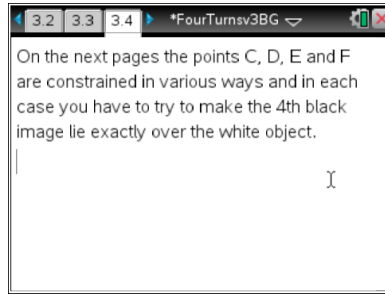 3.2 3.3 3.4 *FourTurnsv3BG
On the next pages the points C, D, E and F
are constrained in various ways and in each
case you have to try to make the 4th black
image lie exactly over the white object.